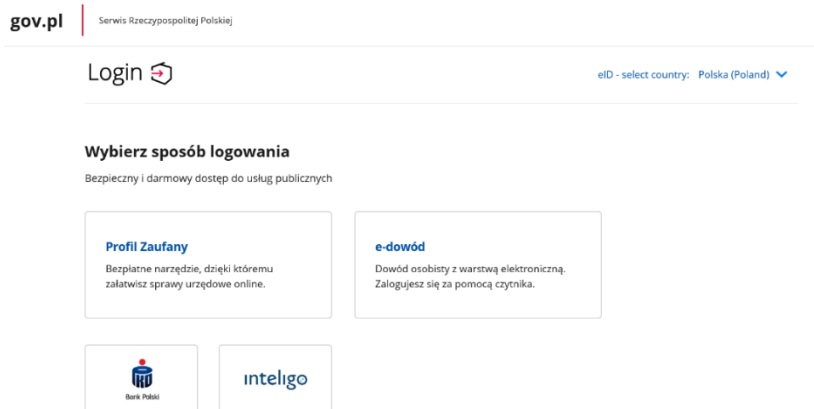 gov.pl
Serwis Rzeczypospolitej Polskiej
Login
eID - select country: Polska (Poland)
Wybierz sposób logowania
Bezpieczny i darmowy dostęp do usług publicznych
Profil Zaufany
Bezpłatne narzędzie, dzięki któremu
załatwisz sprawy urzędowe online.
e-dowód
Dowód osobisty z warstwą elektroniczną.
Zalogujesz się za pomocą czytnika.
PKO
Bank Polski
inteligo